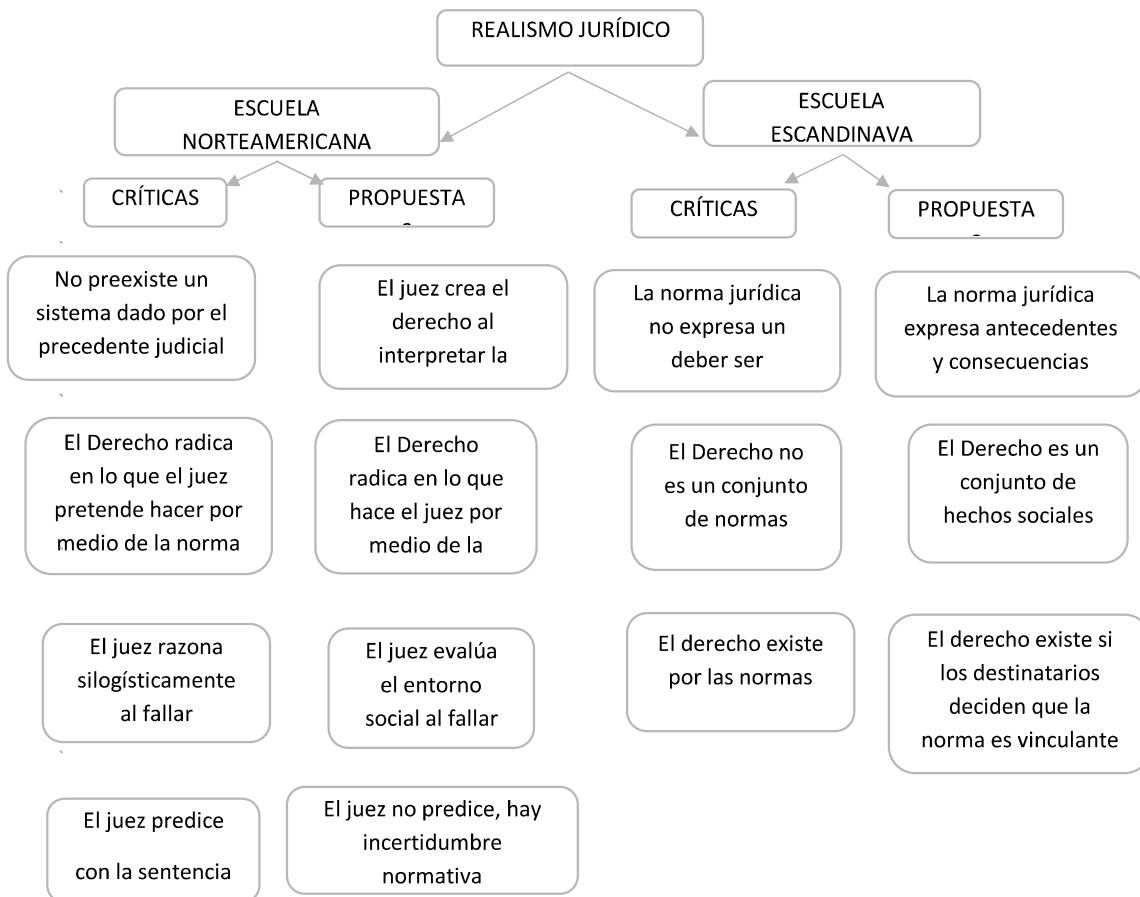 REALISMO JURÍDICO
ESCUELA
NORTEAMERICANA
ESCUELA
ESCANDINAVA
CRÍTICAS
PROPUESTA
CRÍTICAS
PROPUESTA
No preexiste un
sistema dado por el
precedente judicial
El juez crea el
derecho al
interpretar la
La norma jurídica
no expresa un
deber ser
La norma jurídica
expresa antecedentes
y consecuencias
El Derecho radica
en lo que el juez
pretende hacer por
medio de la norma
El Derecho
radica en lo que
hace el juez por
medio de la
El Derecho no
es un conjunto
de normas
El Derecho es un
conjunto de
hechos sociales
El juez razona
silogísticamente
al fallar
El juez evalúa
el entorno
social al fallar
El derecho existe
por las normas
El derecho existe si
los destinatarios
deciden que la
norma es vinculante
El juez predice
con la sentencia
El juez no predice, hay
incertidumbre
normativa